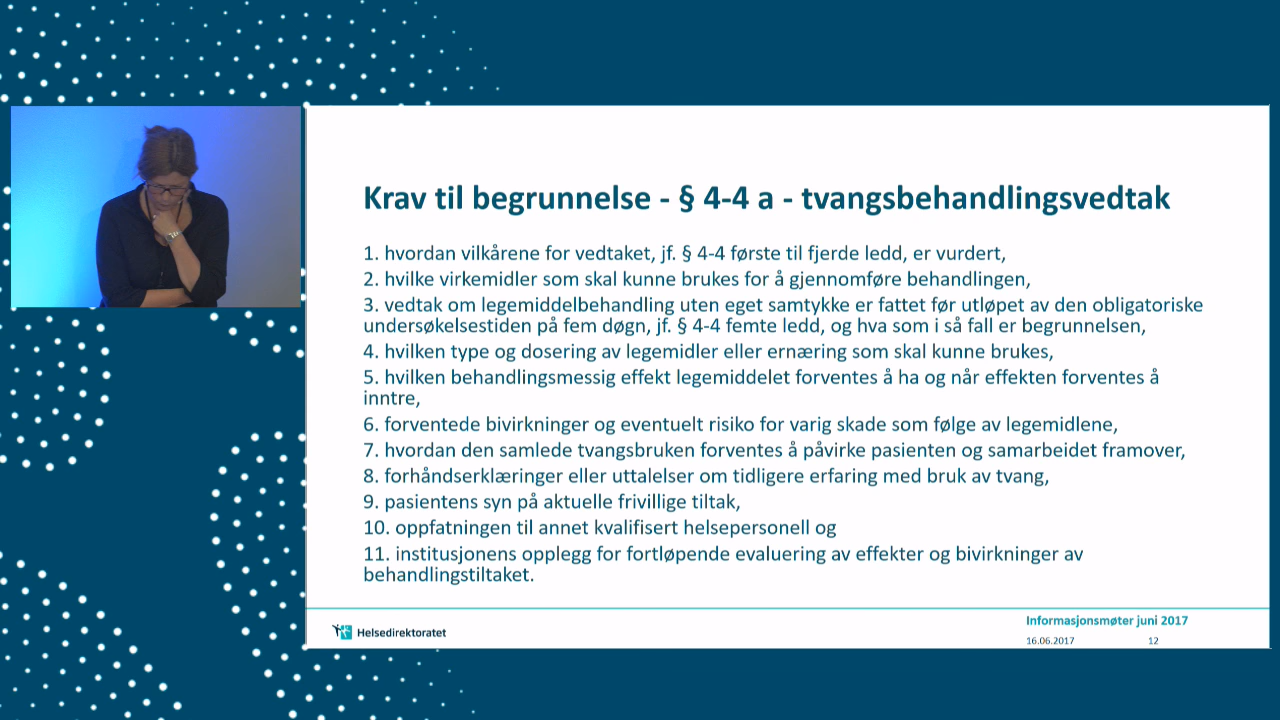 Krav til begrunnelse - § 4-4 a - tvangsbehandlingsvedtak
1. hvordan vilkårene for vedtaket, jf. § 4-4 første til fjerde ledd, er vurdert,
2. hvilke virkemidler som skal kunne brukes for å gjennomføre behandlingen,
3. vedtak om legemiddelbehandling uten eget samtykke er fattet før utløpet av den obligatoriske
undersøkelsestiden på fem døgn, jf. § 4-4 femte ledd, og hva som i så fall er begrunnelsen,
4. hvilken type og dosering av legemidler eller ernæring som skal kunne brukes,
5. hvilken behandlingsmessig effekt legemiddelet forventes å ha og når effekten forventes å
inntre,
6. forventede bivirkninger og eventuelt risiko for varig skade som følge av legemidlene,
7. hvordan den samlede tvangsbruken forventes å påvirke pasienten og samarbeidet framover,
8. forhåndserklæringer eller uttalelser om tidligere erfaring med bruk av tvang,
9. pasientens syn på aktuelle frivillige tiltak,
10. oppfatningen til annet kvalifisert helsepersonell og
11. institusjonens opplegg for fortløpende evaluering av effekter og bivirkninger av
behandlingstiltaket.
Helsedirektoratet
Informasjonsmøter juni 2017
16.06.2017 12